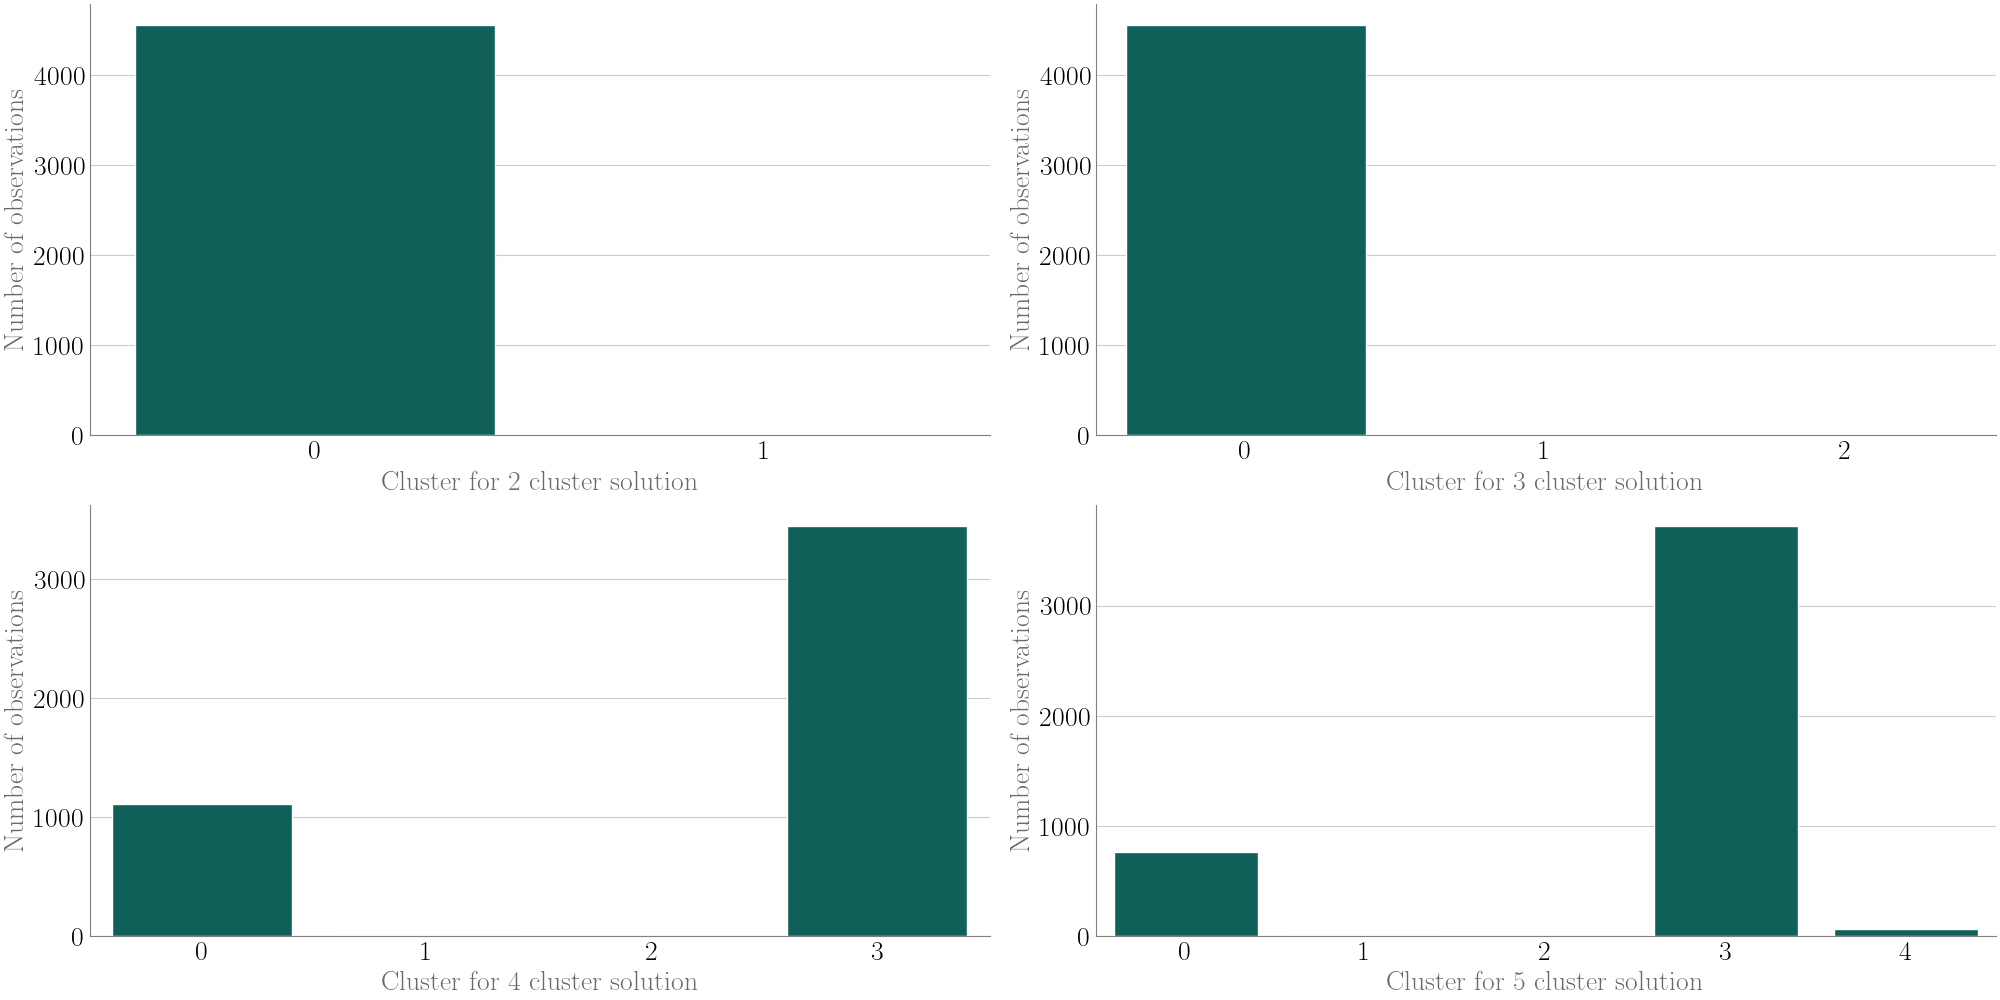 Number of observations
4000
3000
2000
1000
0
0 1
Cluster for 2 cluster solution
Number of observations
4000
3000
2000
1000
0
0 1 2
Cluster for 3 cluster solution
Number of observations
3000
2000
1000
0
0 1 2 3
Cluster for 4 cluster solution
Number of observations
3000
2000
1000
0
0 1 2 3 4
Cluster for 5 cluster solution